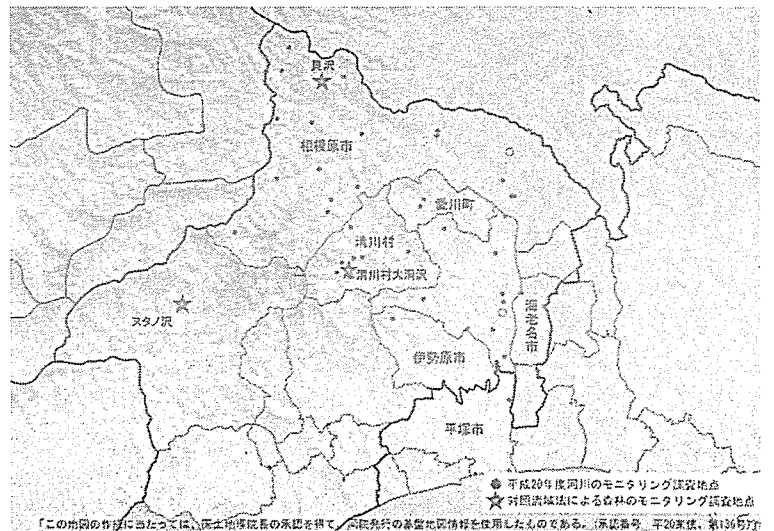 貝沢
相模原市
愛川町
清川村
清川村大洞沢
ヌタノ沢
海老名市
伊勢原市
平塚市
平成20年度河川のモニタリング調査地点
対照流域法による森林のモニタリング調査地点
「この地図の作成に当たっては、国土地理院長の承認を得て、同院発行の基盤地図情報を使用したものである。(承認番号 平20業使、第136号)」